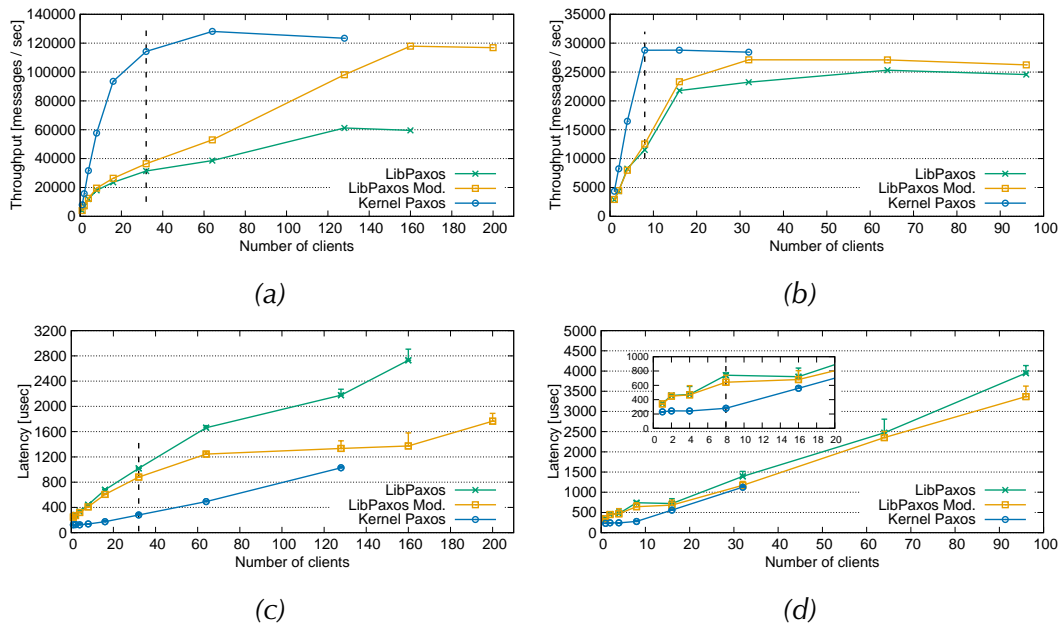 140000
120000
100000
80000
60000
40000
20000
0
Throughput [messages / sec]
0 20 40 60 80 100 120 140 160 180 200
Number of clients
LibPaxos
LibPaxos Mod.
Kernel Paxos
(a)
35000
30000
25000
20000
15000
10000
5000
0
Throughput [messages / sec]
0 10 20 30 40 50 60 70 80 90 100
Number of clients
LibPaxos
LibPaxos Mod.
Kernel Paxos
(b)
3200
2800
2400
2000
1600
1200
800
400
0
Latency [usec]
0 20 40 60 80 100 120 140 160 180 200
Number of clients
LibPaxos
LibPaxos Mod.
Kernel Paxos
(c)
5000
4500
4000
3500
3000
2500
2000
1500
1000
500
0
Latency [usec]
1000
800
600
400
200
0 2 4 6 8 10 12 14 16 18 20
0 10 20 30 40 50 60 70 80 90 100
Number of clients
LibPaxos
LibPaxos Mod.
Kernel Paxos
(d)